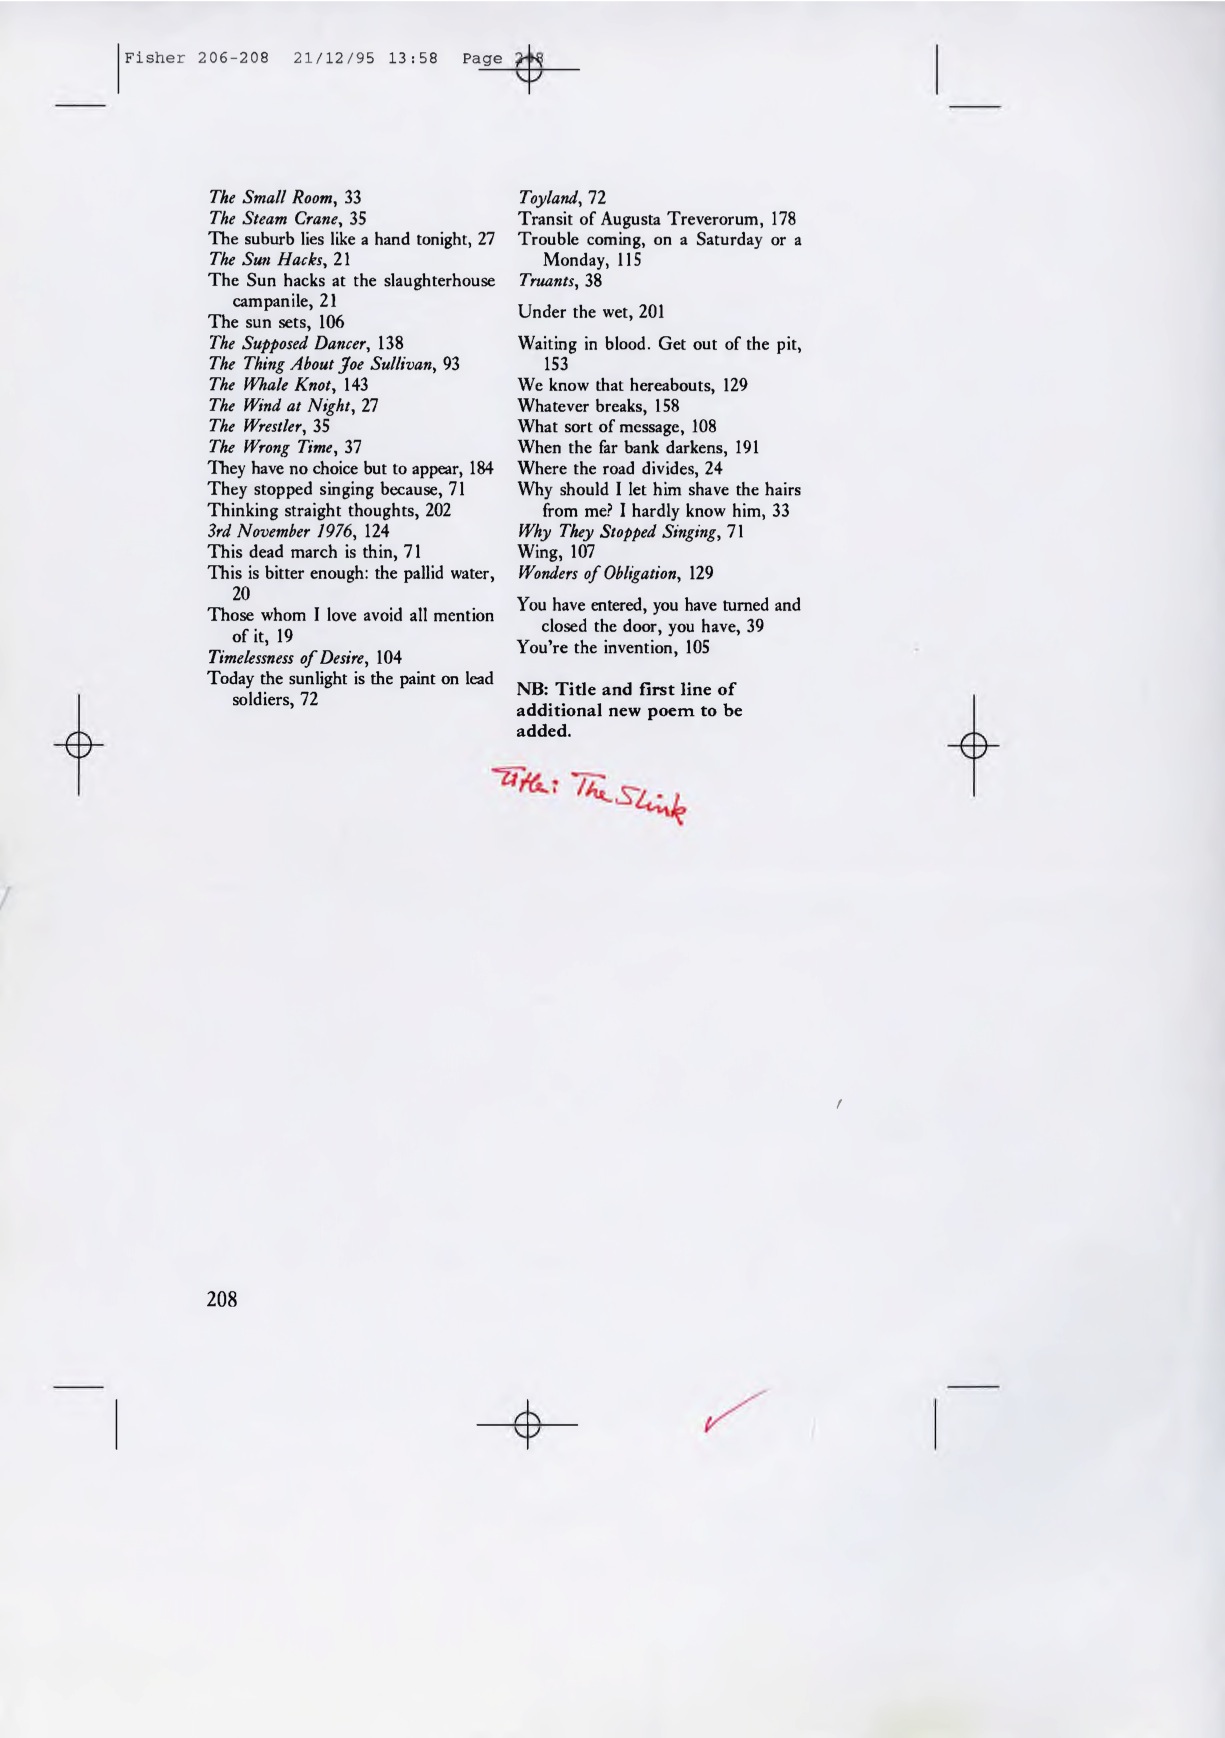 Fisher 206-208 21/12/95 13:58 Page 208
The Small Room, 33
The Steam Crane, 35
The suburb lies like a hand tonight, 27
The Sun Hacks, 21
The Sun hacks at the slaughterhouse
campanile, 21
The sun sets, 106
The Supposed Dancer, 138
The Thing About Joe Sullivan, 93
The Whale Knot, 143
The Wind at Night, 27
The Wrestler, 35
The Wrong Time, 37
They have no choice but to appear, 184
They stopped singing because, 71
Thinking straight thoughts, 202
3rd November 1976, 124
This dead march is thin, 71
This is bitter enough: the pallid water,
20
Those whom I love avoid all mention
of it, 19
Timelessness of Desire, 104
Today the sunlight is the paint on lead
soldiers, 72
Toyland, 72
Transit of Augusta Treverorum, 178
Trouble coming, on a Saturday or a
Monday, 115
Truants, 38
Under the wet, 201
Waiting in blood. Get out of the pit,
153
We know that hereabouts, 129
Whatever breaks, 158
What sort of message, 108
When the far bank darkens, 191
Where the road divides, 24
Why should I let him shave the hairs
from me? I hardly know him, 33
Why They Stopped Singing, 71
Wing, 107
Wonders of Obligation, 129
You have entered, you have turned and
closed the door, you have, 39
You're the invention, 105
NB: Title and first line of
additional new poem to be
added.
Title: The Slink
208